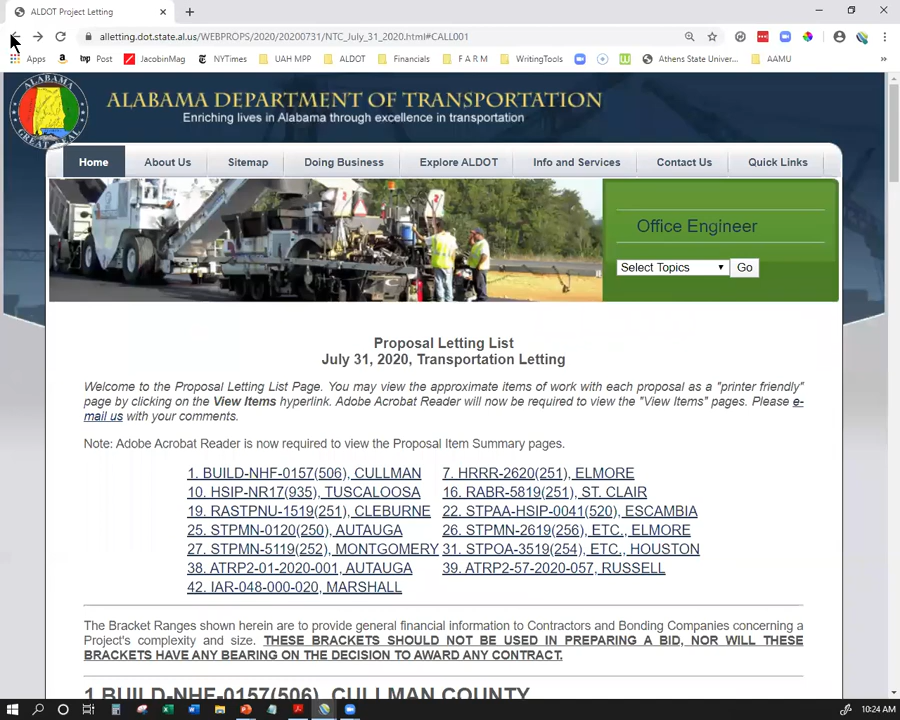 ALDOT Project Letting
alletting.dot.state.al.us/WEBPROPS/2020/20200731/NTC_July_31_2020.html#CALL001
Apps
Post
JacobinMag
NYTimes
UAH MPP
ALDOT
Financials
F A R M
WritingTools
Athens State Univer...
AAMU
ALABAMA
GREAT SEAL
ALABAMA DEPARTMENT OF TRANSPORTATION
Enriching lives in Alabama through excellence in transportation
Home
About Us
Sitemap
Doing Business
Explore ALDOT
Info and Services
Contact Us
Quick Links
Office Engineer
Select Topics
Go
Proposal Letting List
July 31, 2020, Transportation Letting
Welcome to the Proposal Letting List Page. You may view the approximate items of work with each proposal as a "printer friendly"
page by clicking on the View Items hyperlink. Adobe Acrobat Reader will now be required to view the "View Items" pages. Please e-
mail us with your comments.
Note: Adobe Acrobat Reader is now required to view the Proposal Item Summary pages.
1. BUILD-NHF-0157(506), CULLMAN 7. HRRR-2620(251), ELMORE
10. HSIP-NR17(935), TUSCALOOSA 16. RABR-5819(251), ST. CLAIR
19. RASTPNU-1519(251), CLEBURNE 22. STPAA-HSIP-0041(520), ESCAMBIA
25. STPMN-0120(250), AUTAUGA 26. STPMN-2619(256), ETC., ELMORE
27. STPMN-5119(252), MONTGOMERY 31. STPOA-3519(254), ETC., HOUSTON
38. ATRP2-01-2020-001, AUTAUGA 39. ATRP2-57-2020-057, RUSSELL
42. IAR-048-000-020, MARSHALL
The Bracket Ranges shown herein are to provide general financial information to Contractors and Bonding Companies concerning a
Project's complexity and size. THESE BRACKETS SHOULD NOT BE USED IN PREPARING A BID, NOR WILL THESE
BRACKETS HAVE ANY BEARING ON THE DECISION TO AWARD ANY CONTRACT.
1 BUILD-NHF-0157(506), CULLMAN COUNTY
10:24 AM